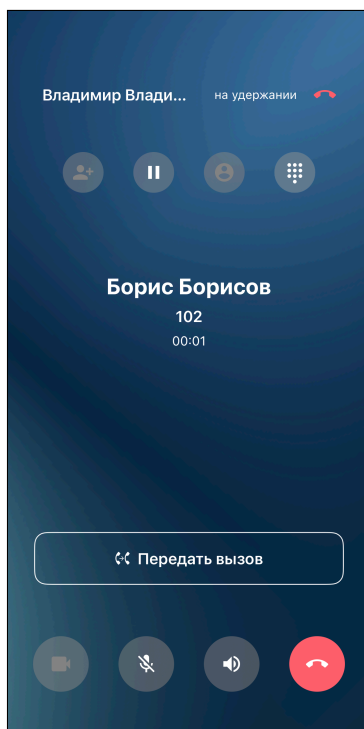 Владимир Влади... на удержании
Борис Борисов
102
00:01
Передать вызов